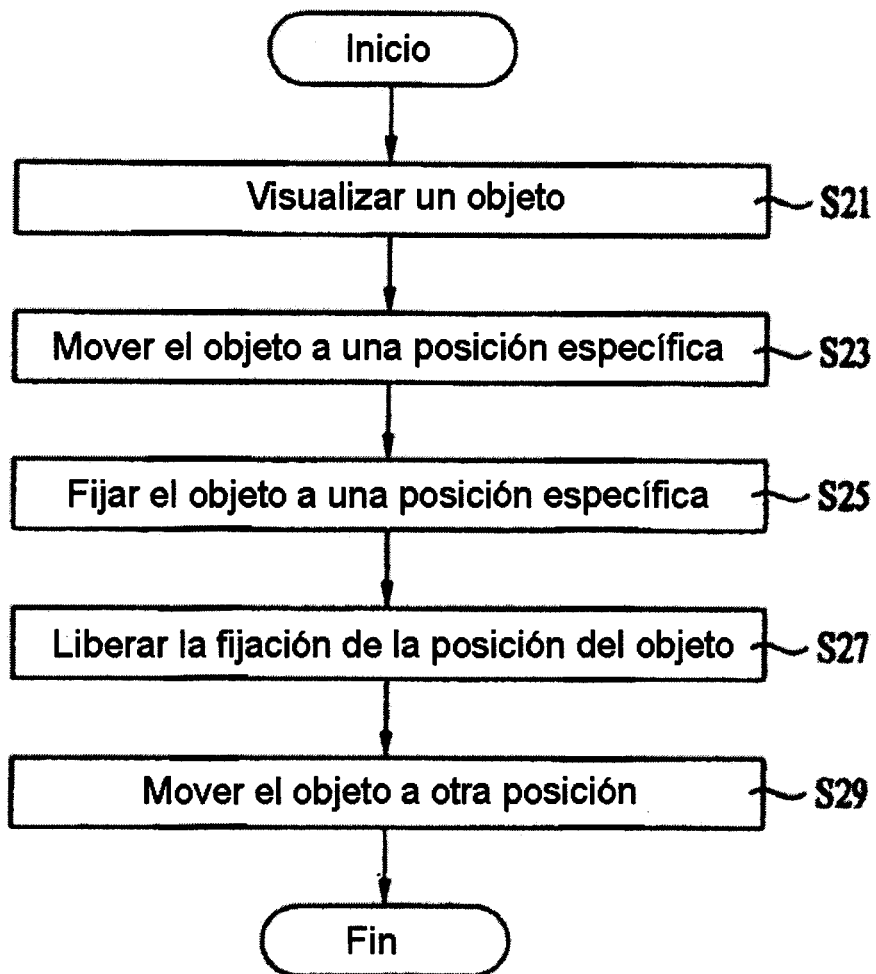 Inicio
Visualizar un objeto S21
Mover el objeto a una posición específica S23
Fijar el objeto a una posición específica S25
Liberar la fijación de la posición del objeto S27
Mover el objeto a otra posición S29
Fin